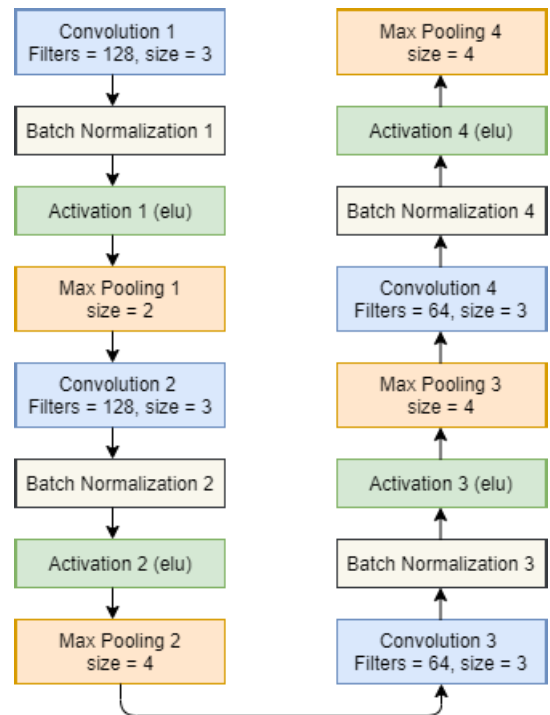 Convolution 1
Filters = 128, size = 3
Batch Normalization 1
Activation 1 (elu)
Max Pooling 1
size = 2
Convolution 2
Filters = 128, size = 3
Batch Normalization 2
Activation 2 (elu)
Max Pooling 2
size = 4
Convolution 3
Filters = 64, size = 3
Batch Normalization 3
Activation 3 (elu)
Max Pooling 3
size = 4
Convolution 4
Filters = 64, size = 3
Batch Normalization 4
Activation 4 (elu)
Max Pooling 4
size = 4